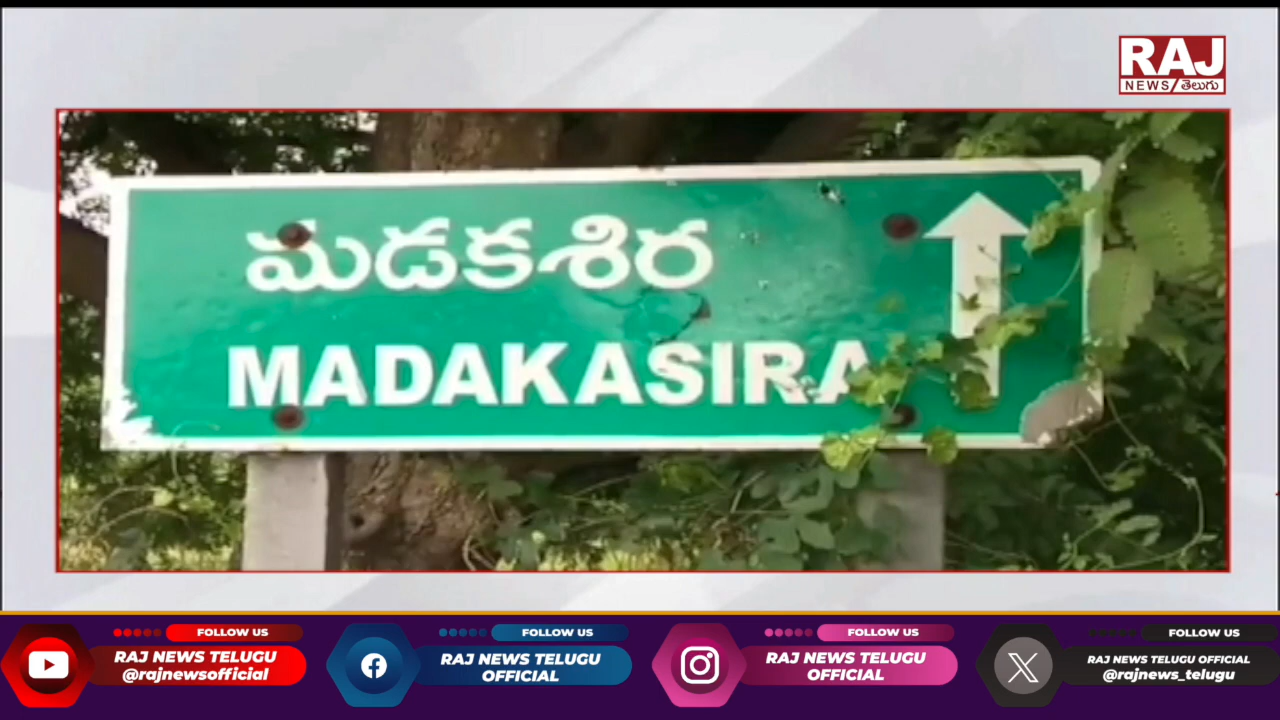 RAJ
NEWS తెలుగు
మడకశిర
MADAKASIRA
FOLLOW US
RAJ NEWS TELUGU
@rajnewsofficial
FOLLOW US
RAJ NEWS TELUGU
OFFICIAL
FOLLOW US
RAJ NEWS TELUGU
OFFICIAL
FOLLOW US
RAJ NEWS TELUGU OFFICIAL
@rajnews_telugu